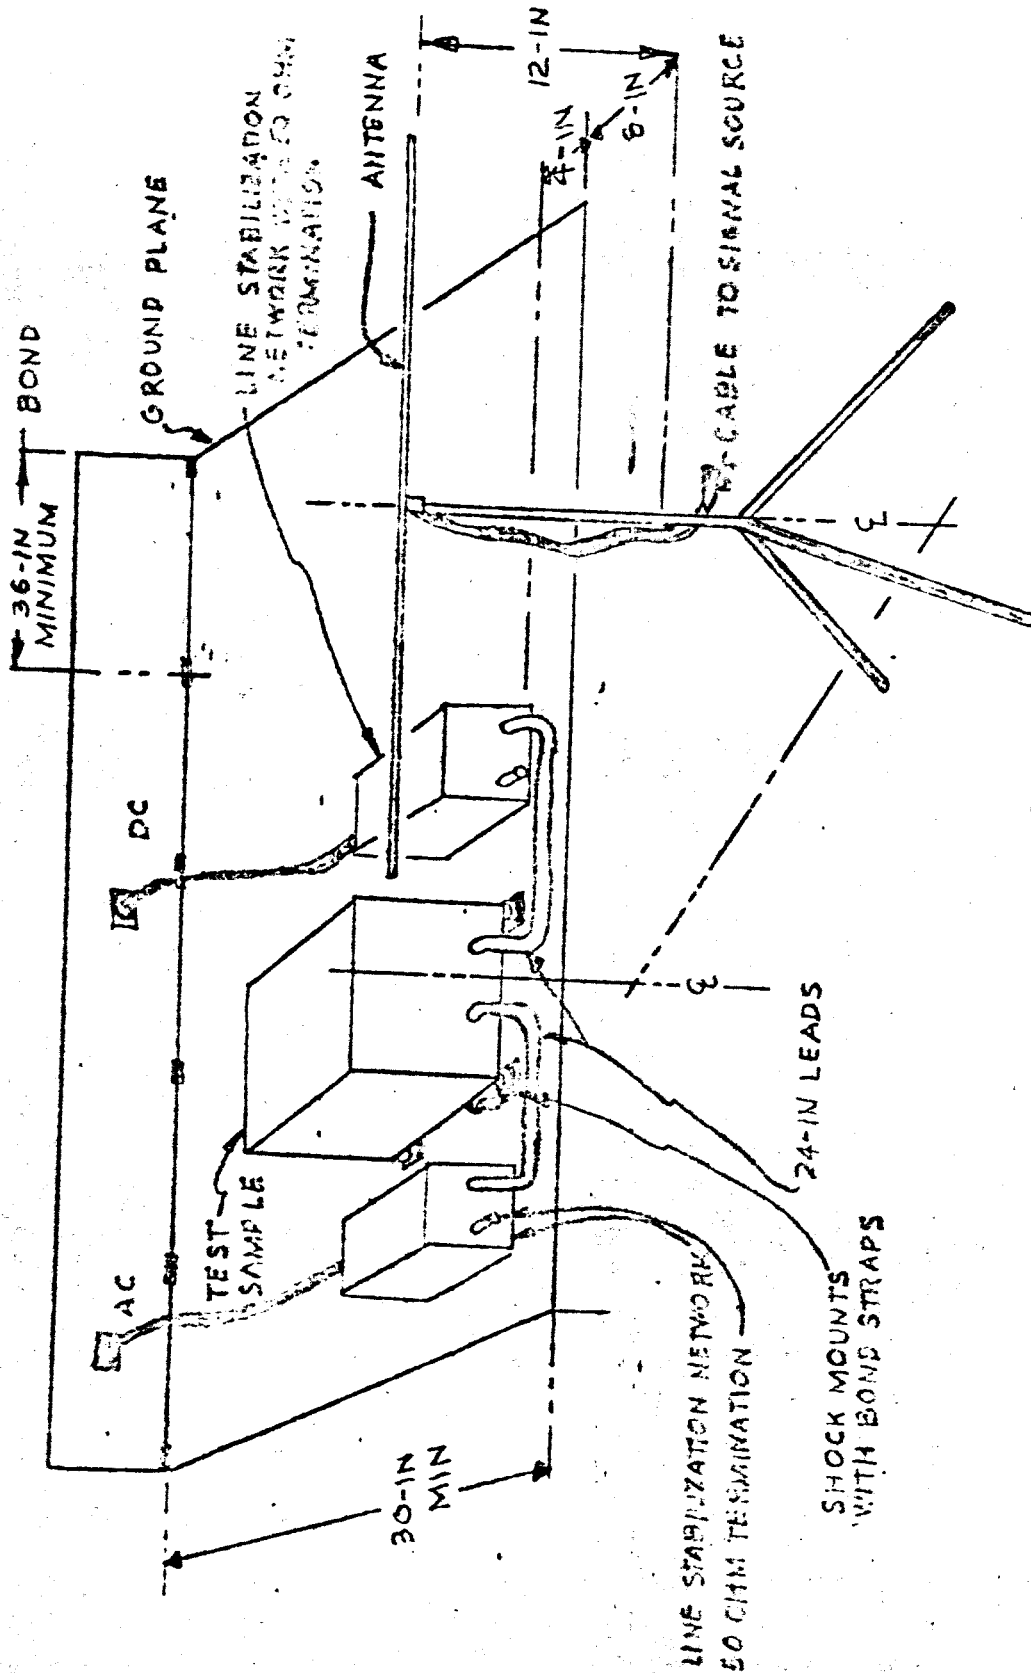 36-IN
MINIMUM
BOND
GROUND PLANE
LINE STABILIZATION
NETWORK
TERMINATION
ANTENNA
12-IN
4-IN
8-IN
CABLE TO SIGNAL SOURCE
DC
AC
TEST
SAMPLE
30-IN
MIN
24-IN LEADS
SHOCK MOUNTS
WITH BOND STRAPS
LINE STABILIZATION NETWORK
50 OHM TERMINATION
℄
℄